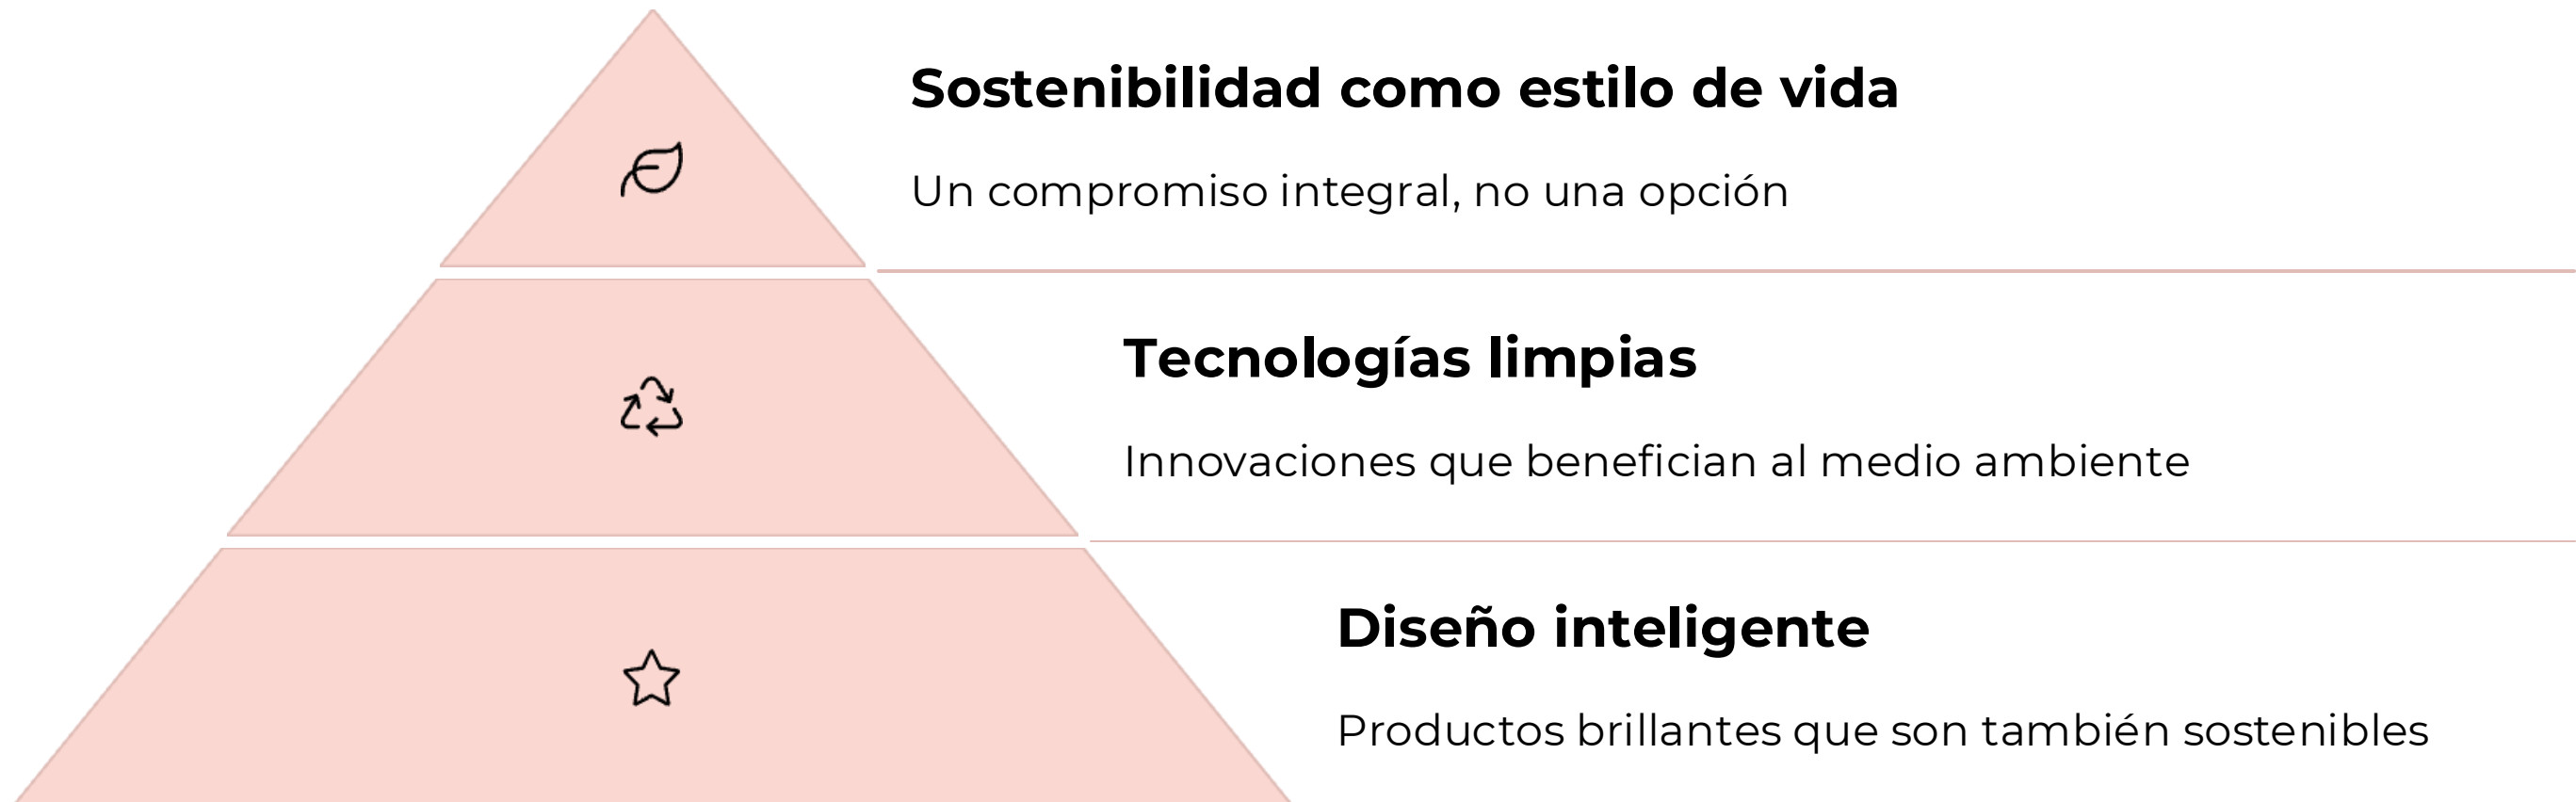 Sostenibilidad como estilo de vida
Un compromiso integral, no una opción
Tecnologías limpias
Innovaciones que benefician al medio ambiente
Diseño inteligente
Productos brillantes que son también sostenibles